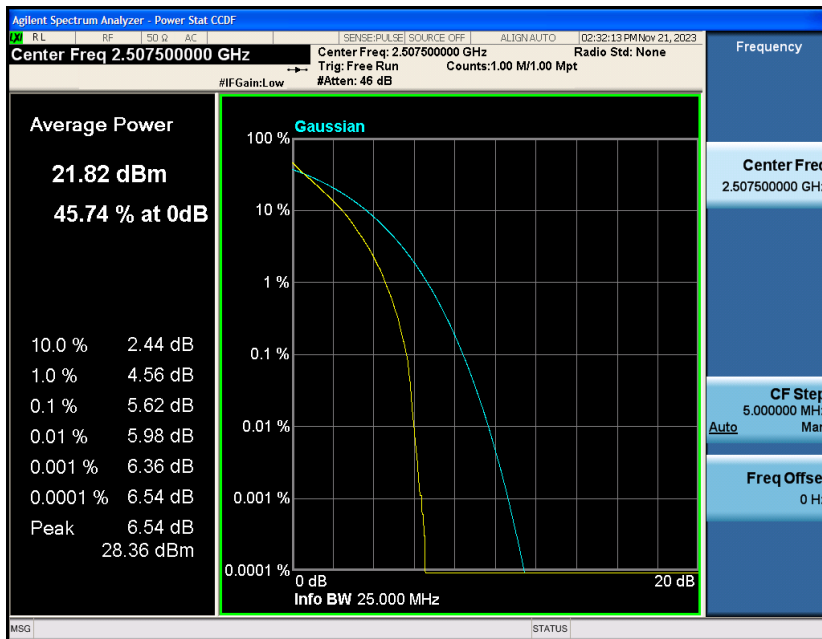 Agilent Spectrum Analyzer - Power Stat CCDF
LXI RL RF 50 Ω AC SENSE:PULSE SOURCE OFF ALIGN AUTO 02:32:13 PM Nov 21, 2023
Center Freq 2.507500000 GHz
Center Freq: 2.507500000 GHz Radio Std: None
Trig: Free Run Counts:1.00 M/1.00 Mpt
#IFGain:Low #Atten: 46 dB
Average Power
21.82 dBm
45.74 % at 0dB
10.0 % 2.44 dB
1.0 % 4.56 dB
0.1 % 5.62 dB
0.01 % 5.98 dB
0.001 % 6.36 dB
0.0001 % 6.54 dB
Peak 6.54 dB
28.36 dBm
Gaussian
100 %
10 %
1 %
0.1 %
0.01 %
0.001 %
0.0001 %
0 dB 20 dB
Info BW 25.000 MHz
Frequency
Center Freq
2.507500000 GHz
CF Step
5.000000 MHz
Auto Man
Freq Offse
0 Hz
MSG STATUS